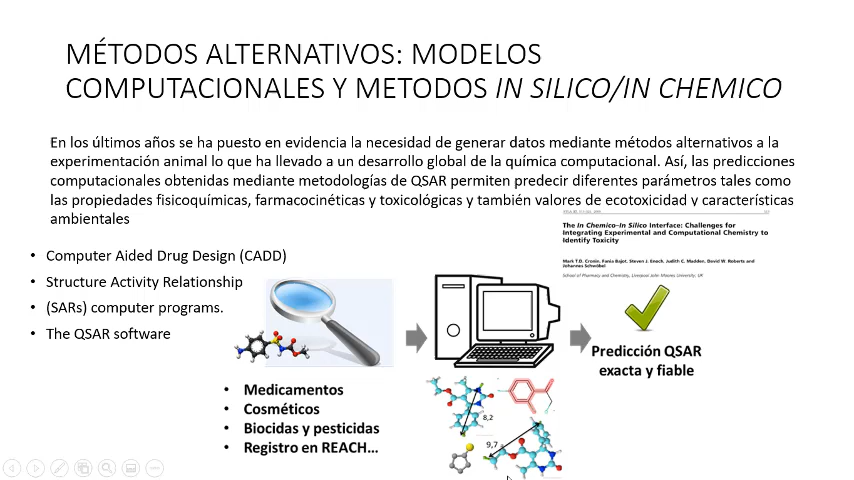 MÉTODOS ALTERNATIVOS: MODELOS
COMPUTACIONALES Y METODOS IN SILICO/IN CHEMICO
En los últimos años se ha puesto en evidencia la necesidad de generar datos mediante métodos alternativos a la
experimentación animal lo que ha llevado a un desarrollo global de la química computacional. Así, las predicciones
computacionales obtenidas mediante metodologías de QSAR permiten predecir diferentes parámetros tales como
las propiedades fisicoquímicas, farmacocinéticas y toxicológicas y también valores de ecotoxicidad y características
ambientales
The In Chemico–In Silico Interface: Challenges for
Integrating Experimental and Computational Chemistry to
Identify Toxicity
Mark T.D. Cronin, Fania Bajot, Steven J. Enoch, Judith C. Madden, David W. Roberts and
Johannes Schwöbel
School of Pharmacy and Chemistry, Liverpool John Moores University, UK
• Computer Aided Drug Design (CADD)
• Structure Activity Relationship
• (SARs) computer programs.
• The QSAR software
Predicción QSAR
exacta y fiable
• Medicamentos
• Cosméticos
• Biocidas y pesticidas
• Registro en REACH...
8,2
9,7